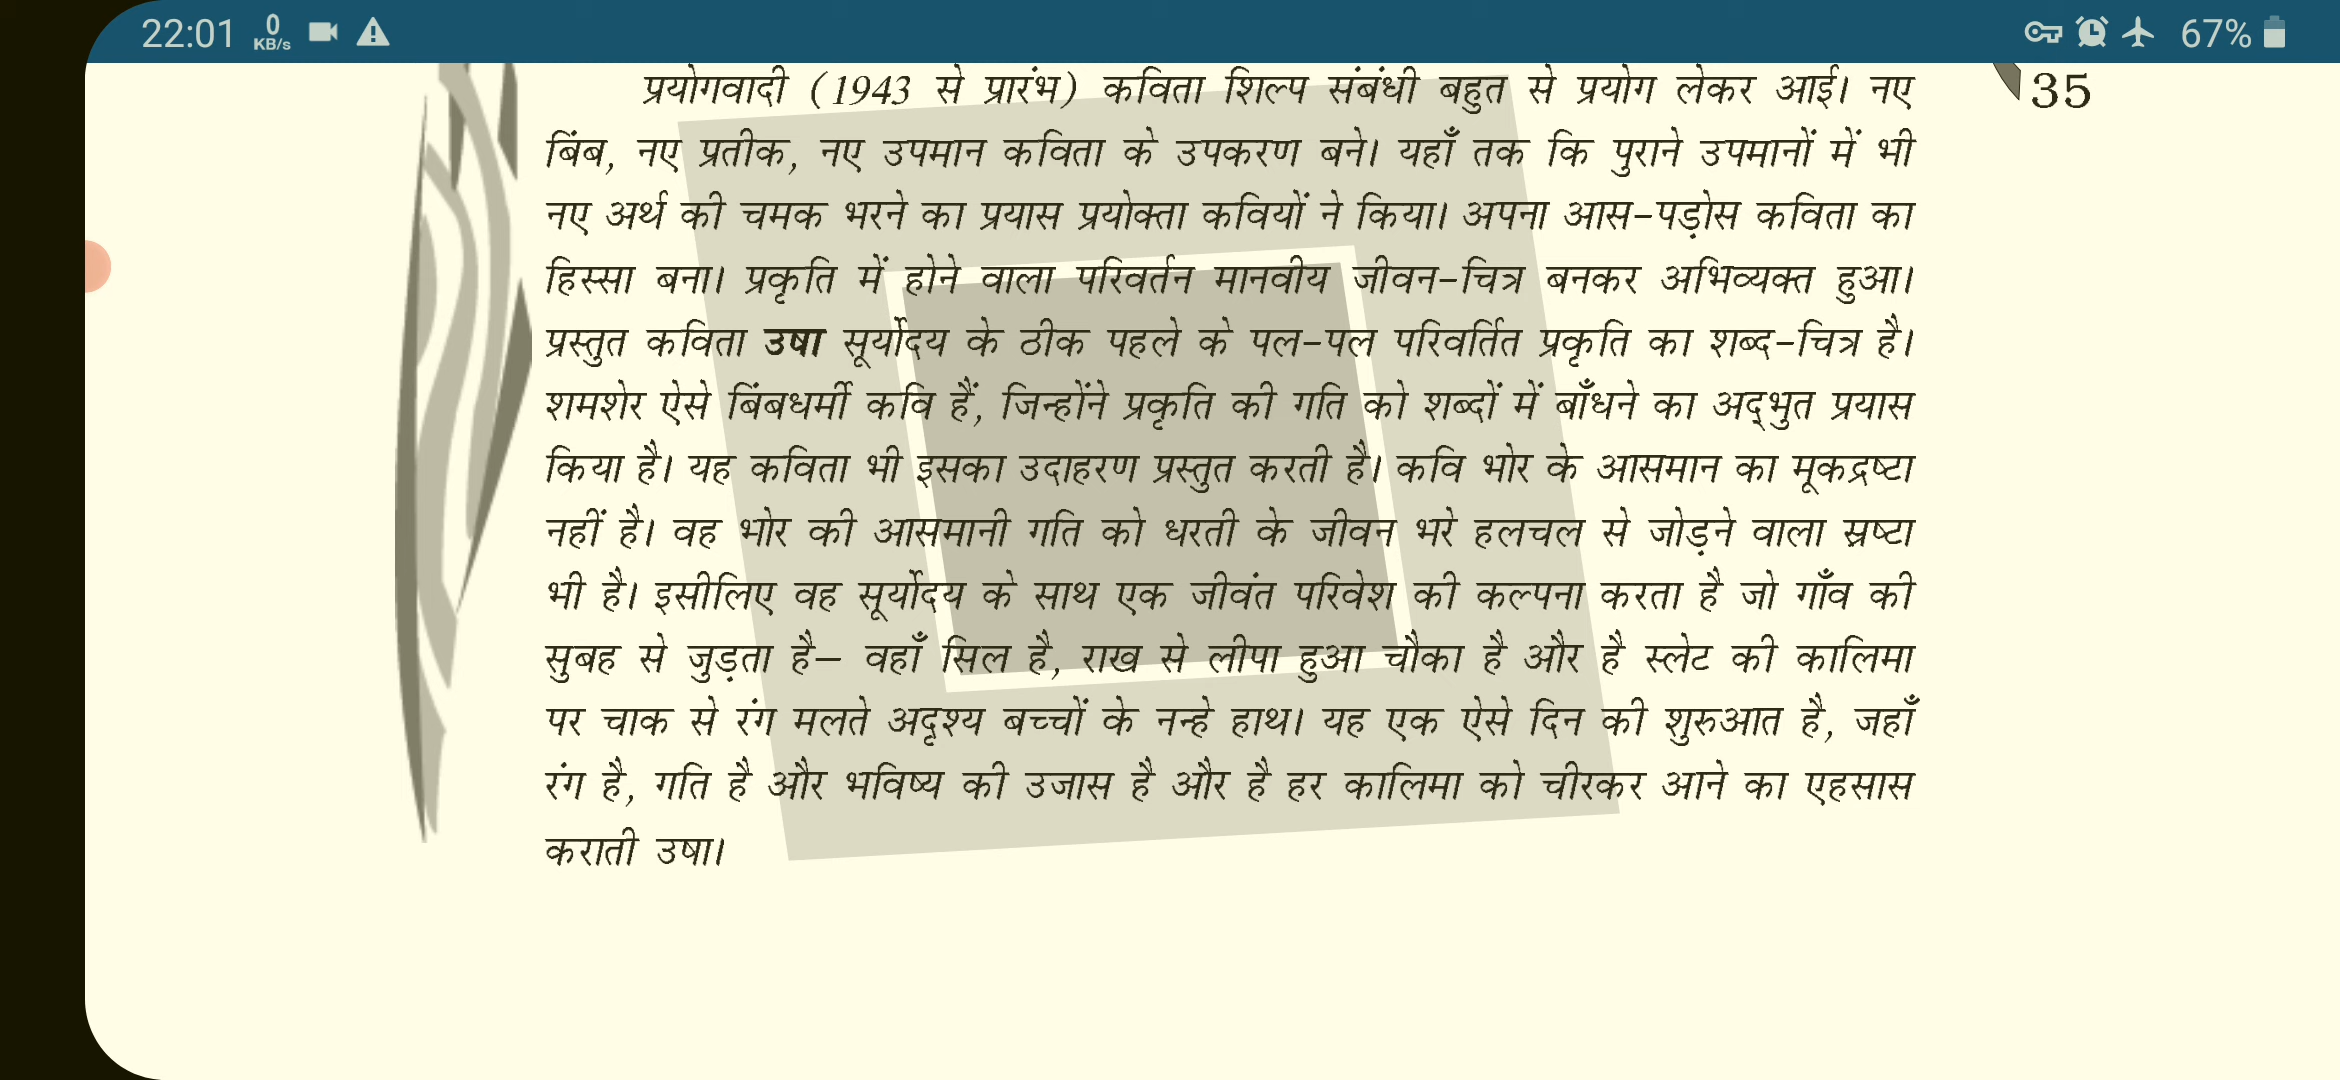 22:01 0 KB/s 67%
35
प्रयोगवादी (1943 से प्रारंभ) कविता शिल्प संबंधी बहुत से प्रयोग लेकर आई। नए
बिंब, नए प्रतीक, नए उपमान कविता के उपकरण बने। यहाँ तक कि पुराने उपमानों में भी
नए अर्थ की चमक भरने का प्रयास प्रयोक्ता कवियों ने किया। अपना आस-पड़ोस कविता का
हिस्सा बना। प्रकृति में होने वाला परिवर्तन मानवीय जीवन-चित्र बनकर अभिव्यक्त हुआ।
प्रस्तुत कविता उषा सूर्योदय के ठीक पहले के पल-पल परिवर्तित प्रकृति का शब्द-चित्र है।
शमशेर ऐसे बिंबधर्मी कवि हैं, जिन्होंने प्रकृति की गति को शब्दों में बाँधने का अद्भुत प्रयास
किया है। यह कविता भी इसका उदाहरण प्रस्तुत करती है। कवि भोर के आसमान का मूकद्रष्टा
नहीं है। वह भोर की आसमानी गति को धरती के जीवन भरे हलचल से जोड़ने वाला स्रष्टा
भी है। इसीलिए वह सूर्योदय के साथ एक जीवंत परिवेश की कल्पना करता है जो गाँव की
सुबह से जुड़ता है– वहाँ सिल है, राख से लीपा हुआ चौका है और है स्लेट की कालिमा
पर चाक से रंग मलते अदृश्य बच्चों के नन्हे हाथ। यह एक ऐसे दिन की शुरुआत है, जहाँ
रंग है, गति है और भविष्य की उजास है और है हर कालिमा को चीरकर आने का एहसास
कराती उषा।